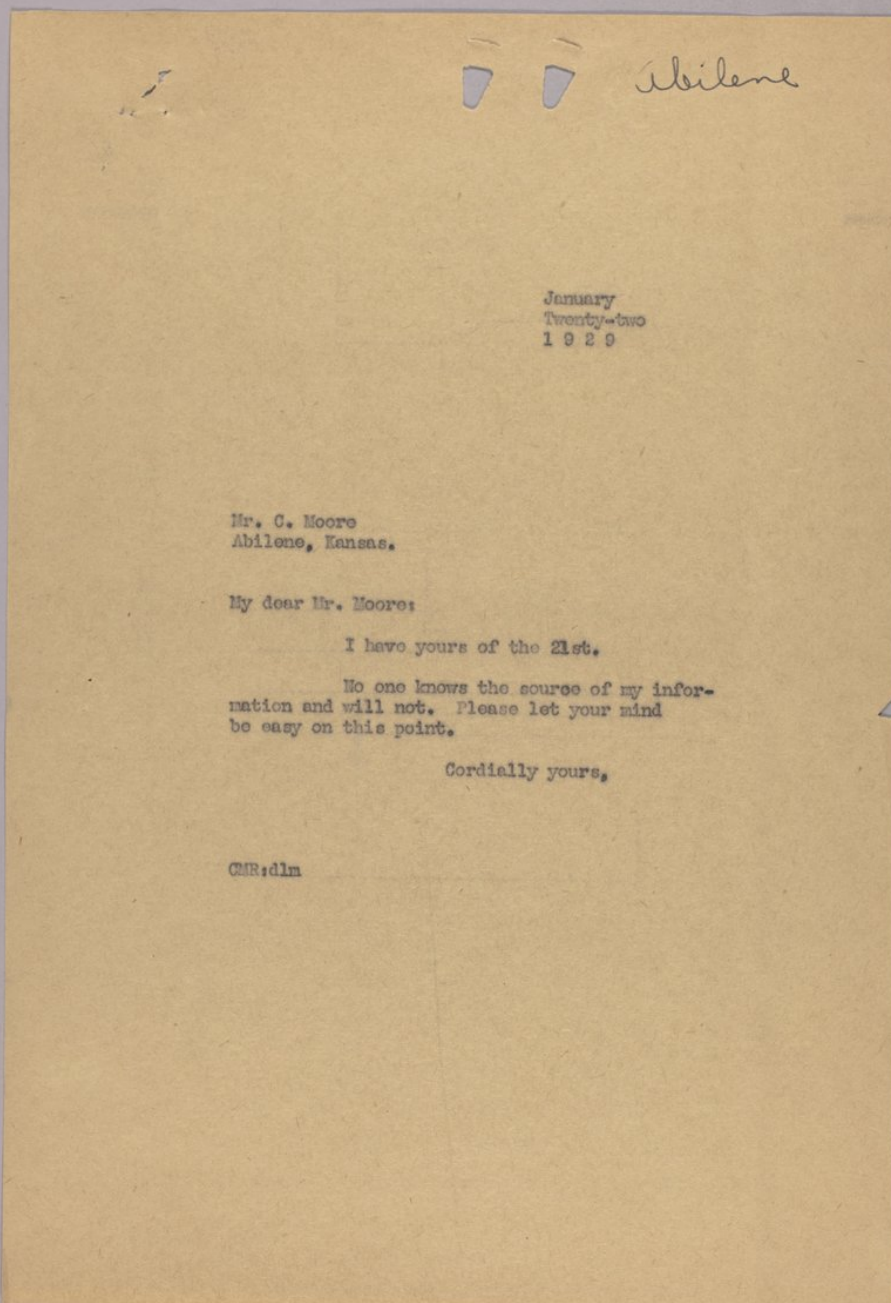 Abilene
January
Twenty-two
1 9 2 9
Mr. C. Moore
Abilene, Kansas.
My dear Mr. Moore:
I have yours of the 21st.
No one knows the source of my infor-
mation and will not. Please let your mind
be easy on this point.
Cordially yours,
CMR:dlm